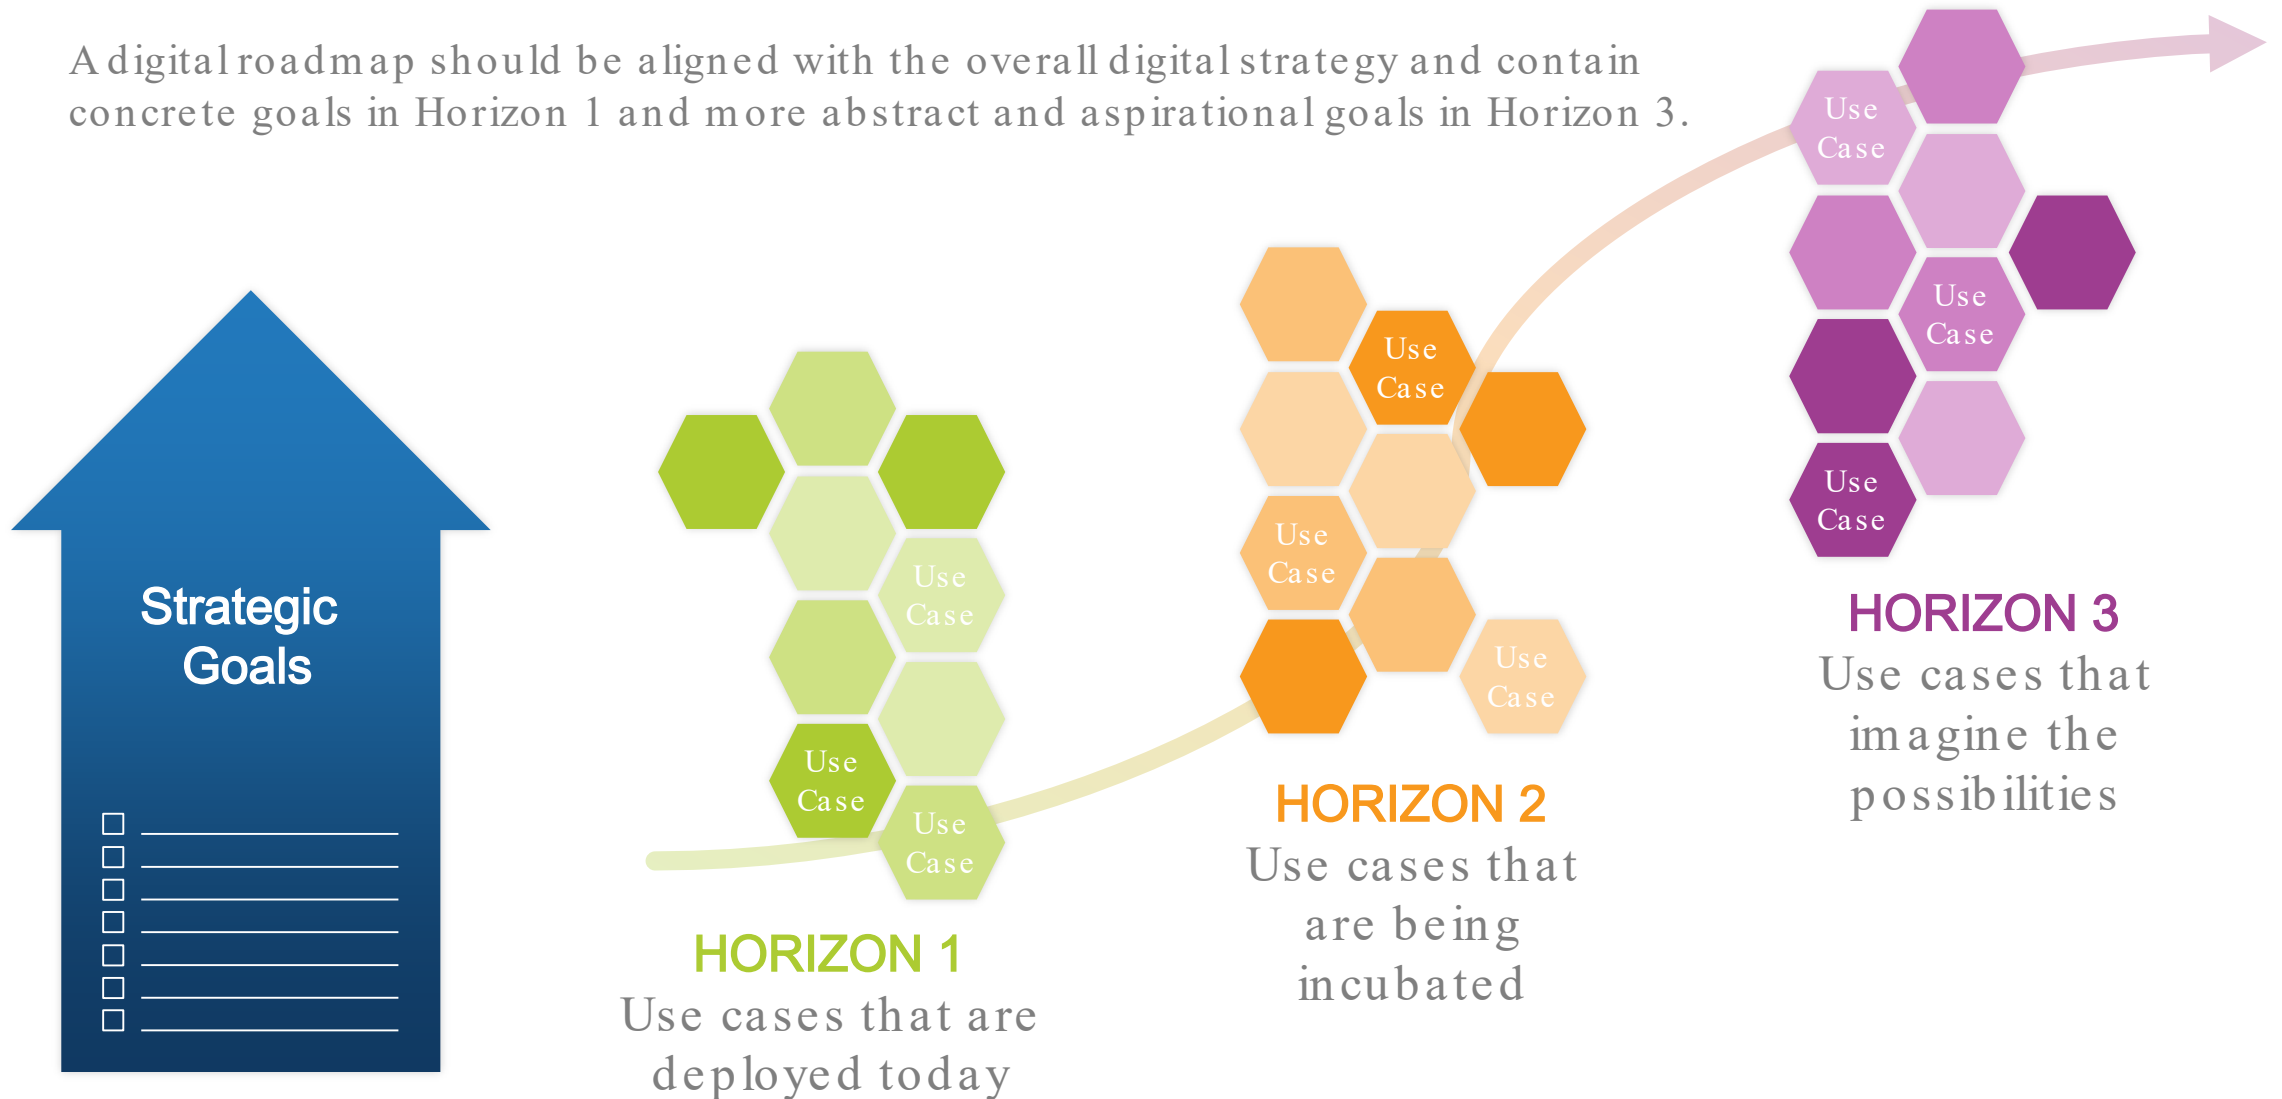 A digital roadmap should be aligned with the overall digital strategy and contain
concrete goals in Horizon 1 and more abstract and aspirational goals in Horizon 3.
Strategic
Goals
Use
Case
Use
Case
Use
Case
HORIZON 1
Use cases that are
deployed today
Use
Case
Use
Case
Use
Case
HORIZON 2
Use cases that
are being
incubated
Use
Case
Use
Case
Use
Case
HORIZON 3
Use cases that
imagine the
possibilities